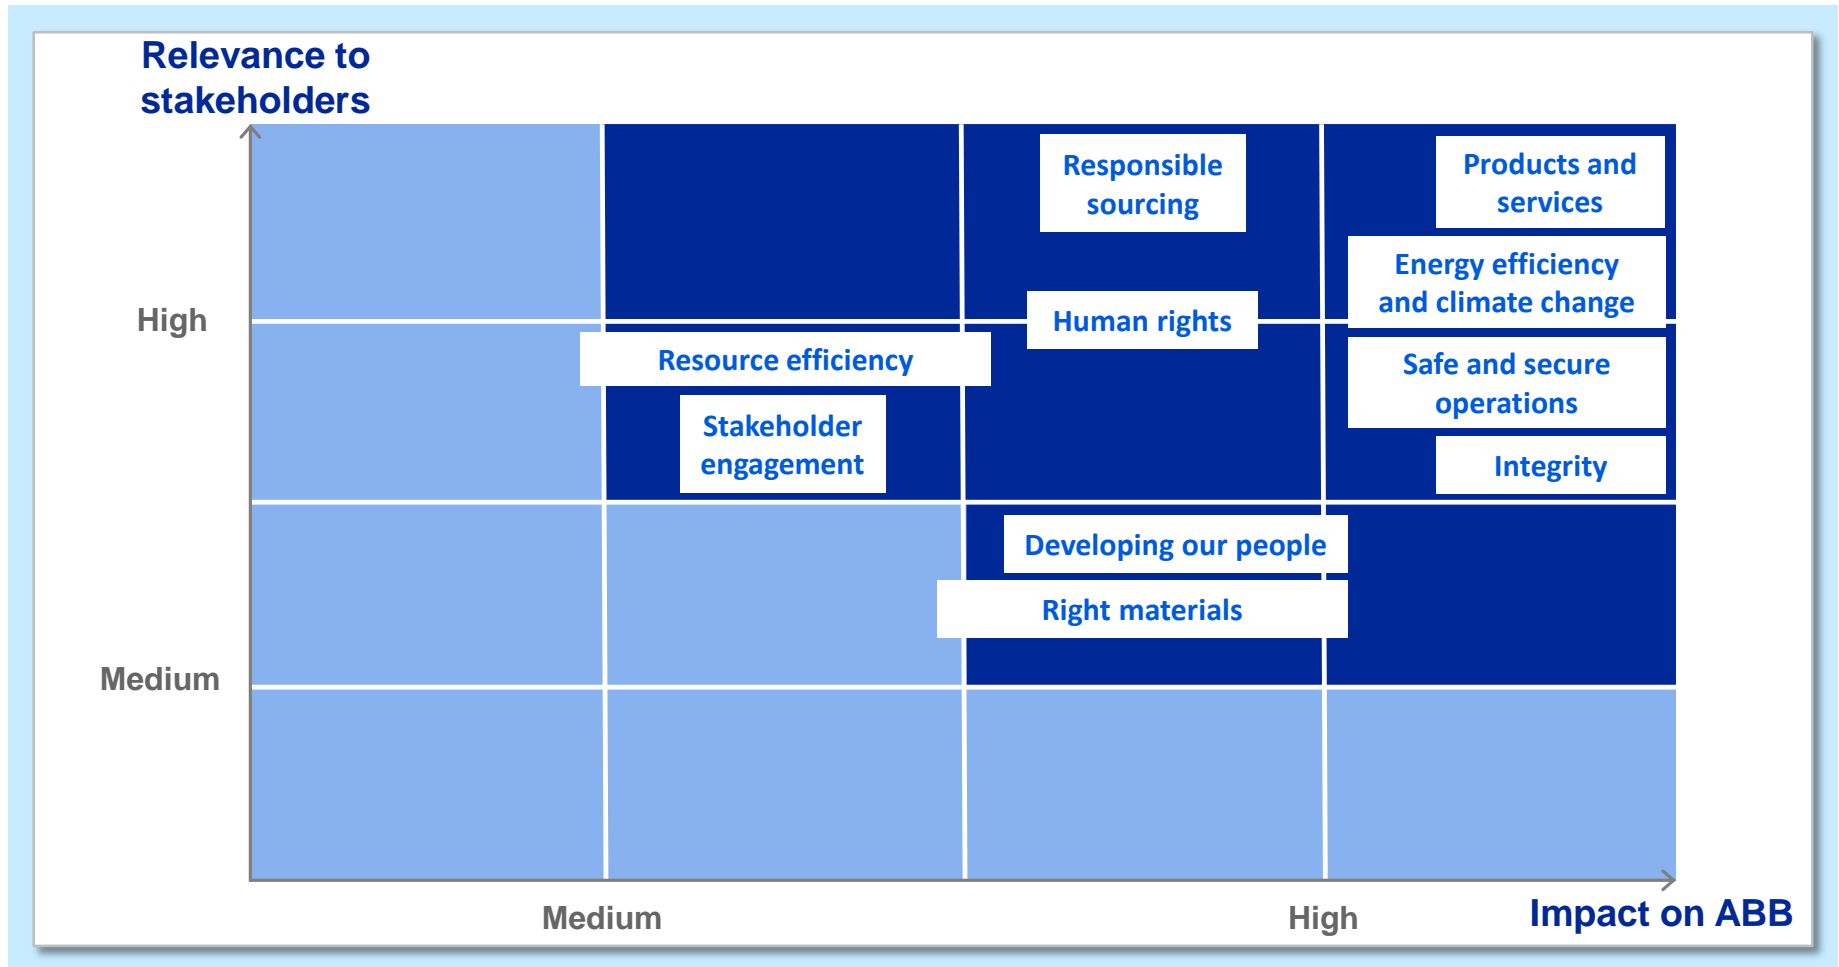 Relevance to
stakeholders
Responsible
sourcing
Products and
services
Energy efficiency
and climate change
High
Human rights
Resource efficiency
Safe and secure
operations
Stakeholder
engagement
Integrity
Developing our people
Right materials
Medium
Medium
High
Impact on ABB